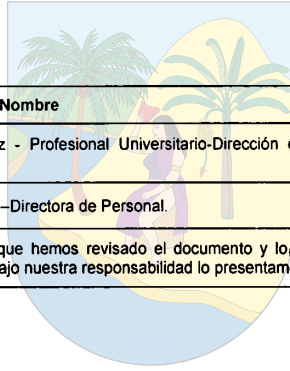 Nombre
z - Profesional Universitario-Dirección
–Directora de Personal.
que hemos revisado el documento y lo
ajo nuestra responsabilidad lo presentam